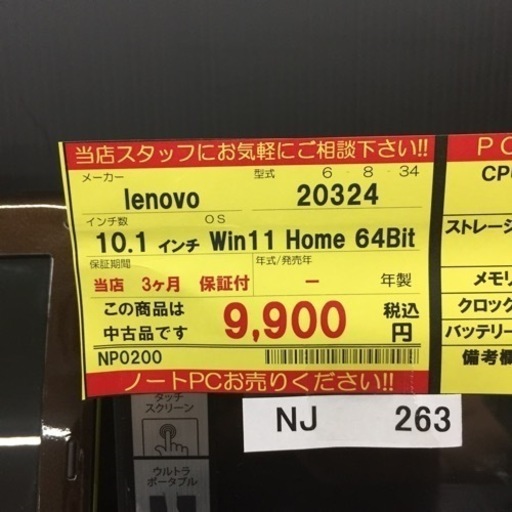 当店スタッフにお気軽にご相談下さい!!
メーカー
型式
6 - 8 - 34
lenovo
20324
インチ数
OS
10.1 インチ
Win11 Home 64Bit
保証期間
年式/発売年
当店 3ヶ月 保証付
－ 年製
この商品は
中古品です
9,900
税込
円
NP0200
ノートPCお売りください!!
PC
CP
ストレージ
メモリ
クロック
バッテリー
備考欄
NJ 263
タッチ
スクリーン
ウルトラ
ポータブル